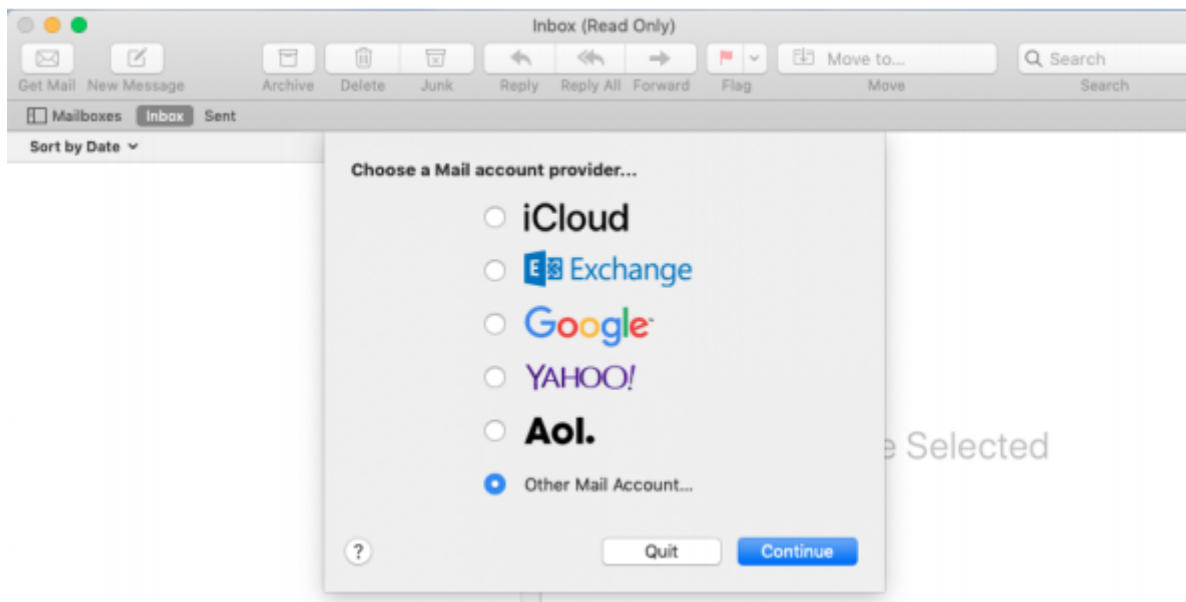 Inbox (Read Only)
Move to... Search
Get Mail New Message Archive Delete Junk Reply Reply All Forward Flag Move Search
Mailboxes Inbox Sent
Sort by Date
Choose a Mail account provider...
iCloud
E Exchange
Google
YAHOO!
Aol.
Selected
Other Mail Account...
? Quit Continue